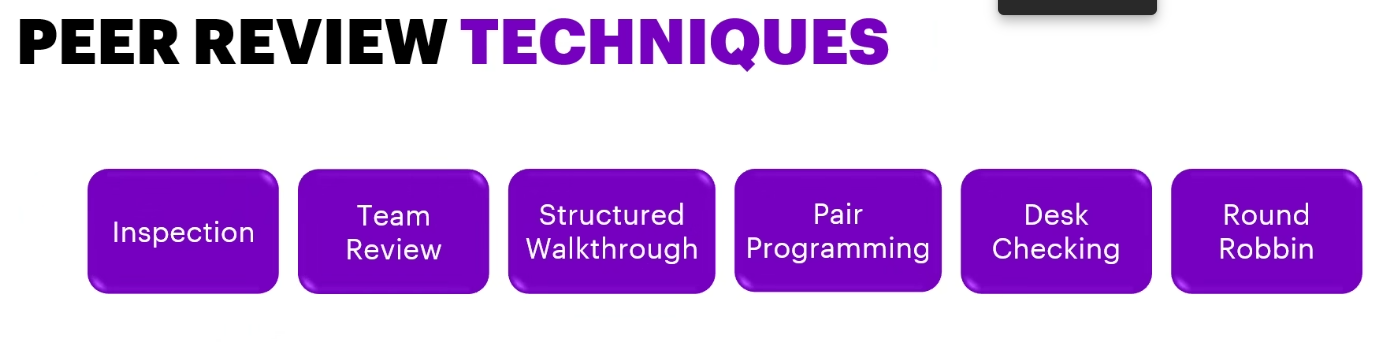 PEER REVIEW TECHNIQUES
Inspection
Team
Review
Structured
Walkthrough
Pair
Programming
Desk
Checking
Round
Robbin